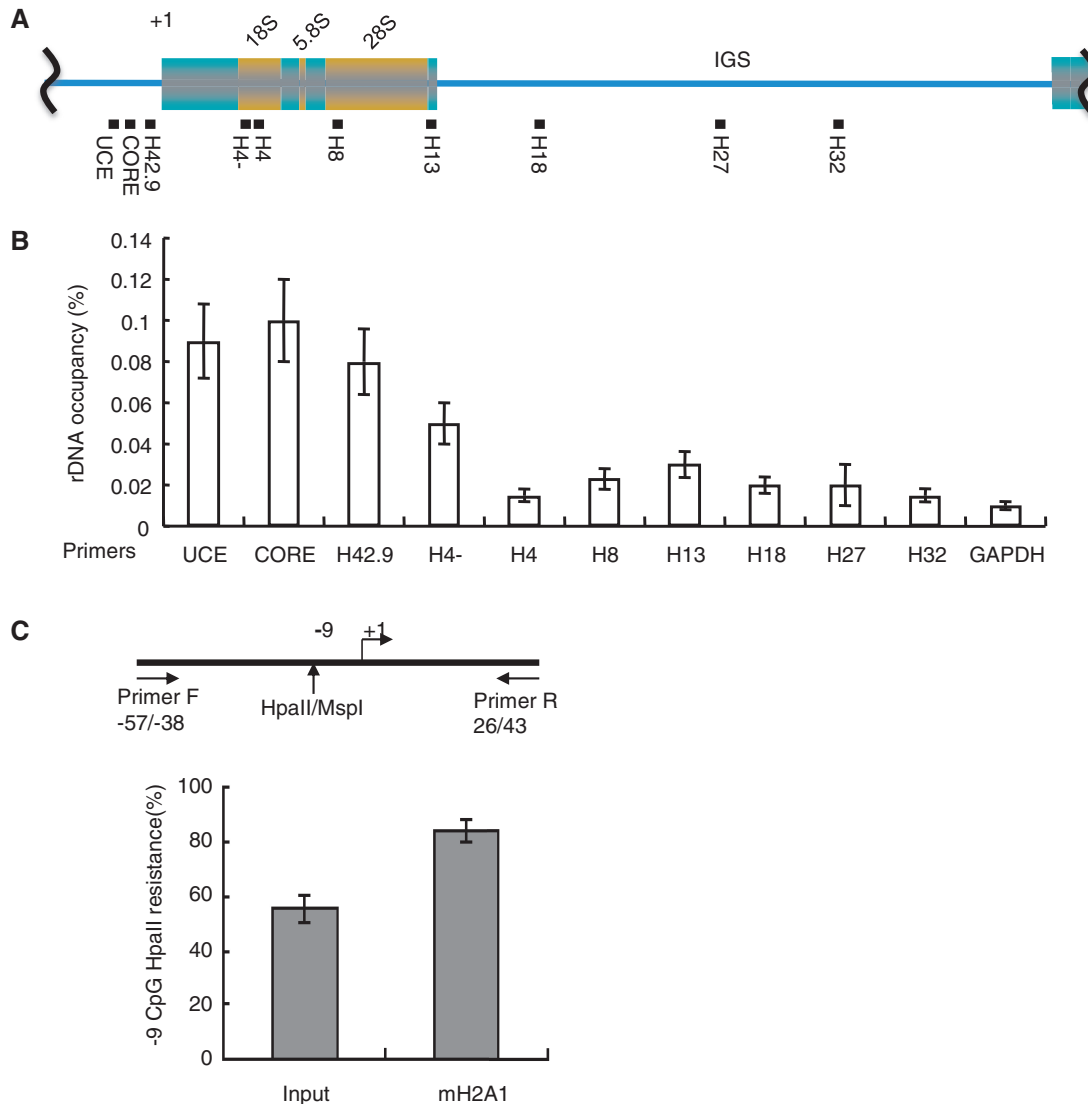 A
+1
18S
5.8S
28S
IGS
UCE
CORE
H42.9
H4-
H4
H8
H13
H18
H27
H32
B
rDNA occupancy (%)
0.14
0.12
0.1
0.08
0.06
0.04
0.02
0
Primers UCE CORE H42.9 H4- H4 H8 H13 H18 H27 H32 GAPDH
C
-9 +1
Primer F
-57/-38
HpaII/MspI
Primer R
26/43
-9 CpG HpaII resistance(%)
100
80
60
40
20
0
Input mH2A1